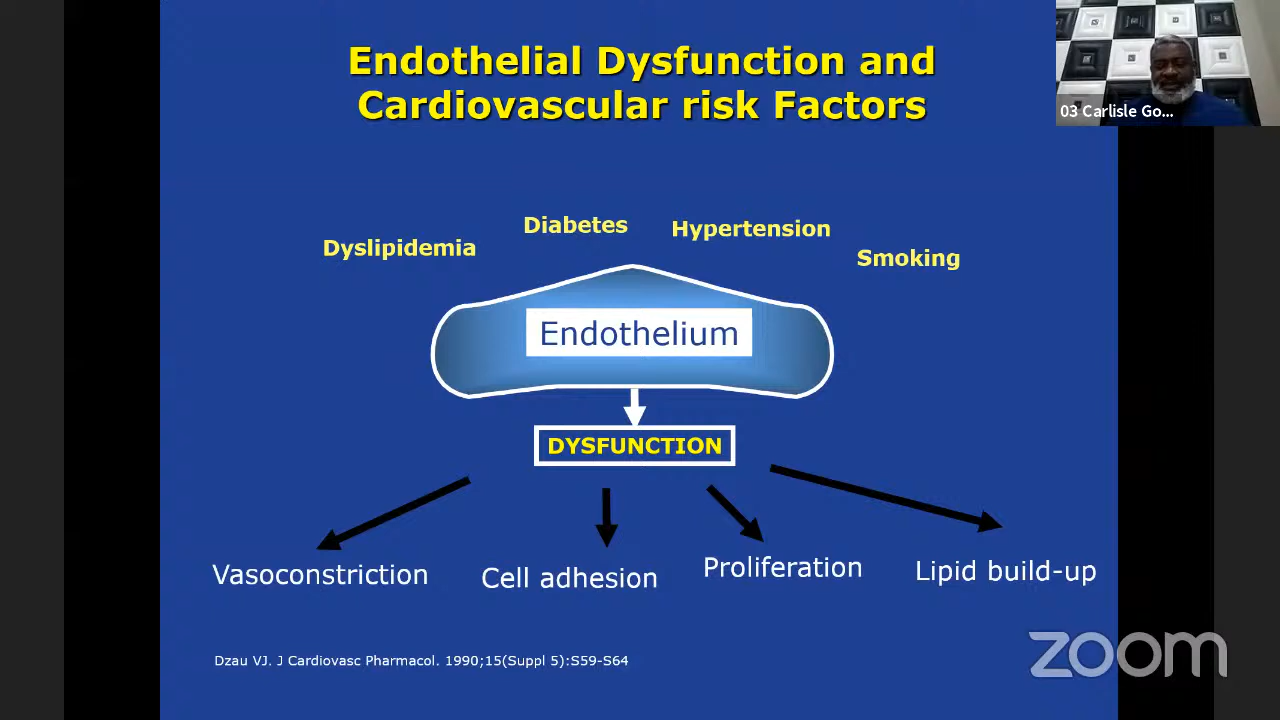 Endothelial Dysfunction and
Cardiovascular risk Factors
03 Carlisle Go...
Dyslipidemia
Diabetes
Hypertension
Smoking
Endothelium
DYSFUNCTION
Vasoconstriction
Cell adhesion
Proliferation
Lipid build-up
Dzau VJ. J Cardiovasc Pharmacol. 1990;15(Suppl 5):S59-S64
zoom